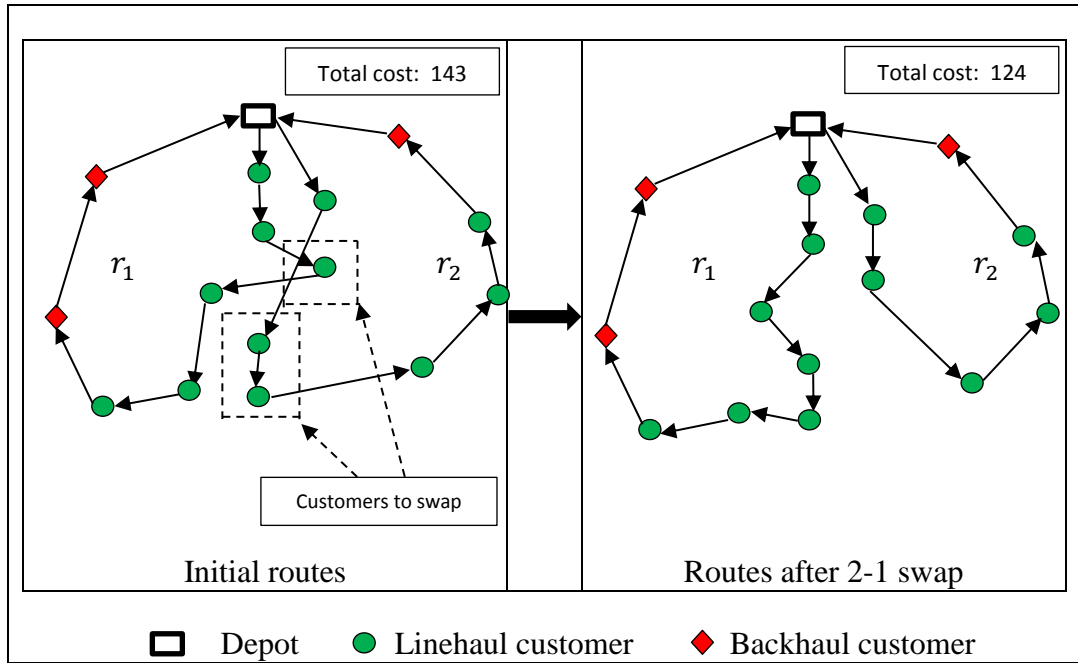 Total cost: 143
r₁
r₂
Customers to swap
Initial routes
Total cost: 124
r₁
r₂
Routes after 2-1 swap
Depot
Linehaul customer
Backhaul customer